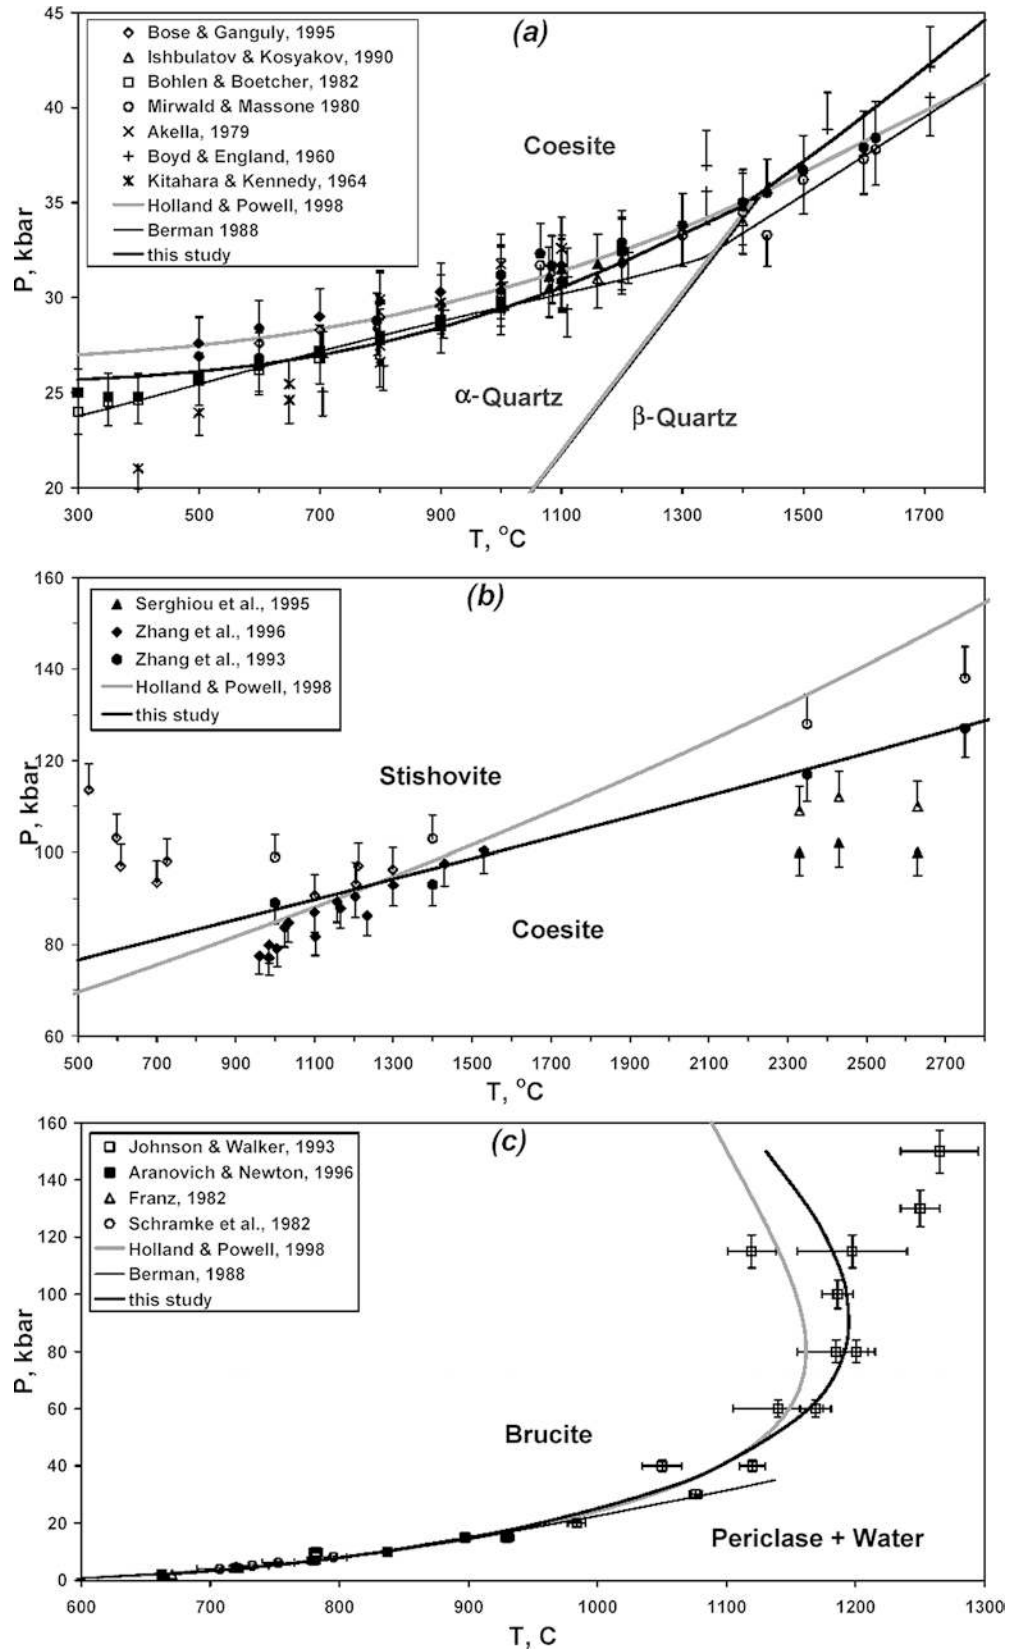 (a)
45
40
35
30
25
20
P, kbar
Bose & Ganguly, 1995
Ishbulatov & Kosyakov, 1990
Bohlen & Boetcher, 1982
Mirwald & Massone 1980
Akella, 1979
Boyd & England, 1960
Kitahara & Kennedy, 1964
Holland & Powell, 1998
Berman 1988
this study
Coesite
α-Quartz
β-Quartz
300 500 700 900 1100 1300 1500 1700
T, °C
(b)
160
140
120
100
80
60
P, kbar
Serghiou et al., 1995
Zhang et al., 1996
Zhang et al., 1993
Holland & Powell, 1998
this study
Stishovite
Coesite
500 700 900 1100 1300 1500 1700 1900 2100 2300 2500 2700
T, °C
(c)
160
140
120
100
80
60
40
20
0
P, kbar
Johnson & Walker, 1993
Aranovich & Newton, 1996
Franz, 1982
Schramke et al., 1982
Holland & Powell, 1998
Berman, 1988
this study
Brucite
Periclase + Water
600 700 800 900 1000 1100 1200 1300
T, C